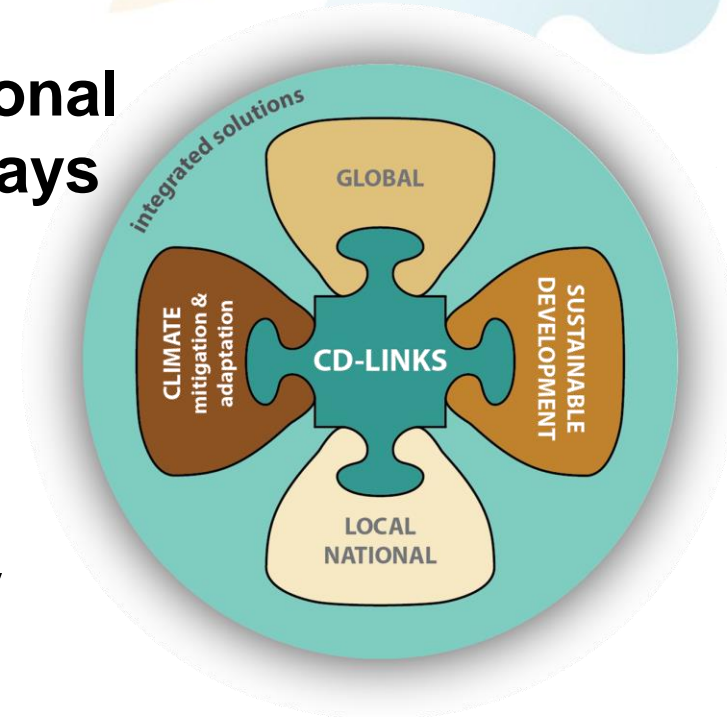 onal
ays
integrated solutions
GLOBAL
CLIMATE
mitigation &
adaptation
CD-LINKS
SUSTAINABLE
DEVELOPMENT
LOCAL
NATIONAL